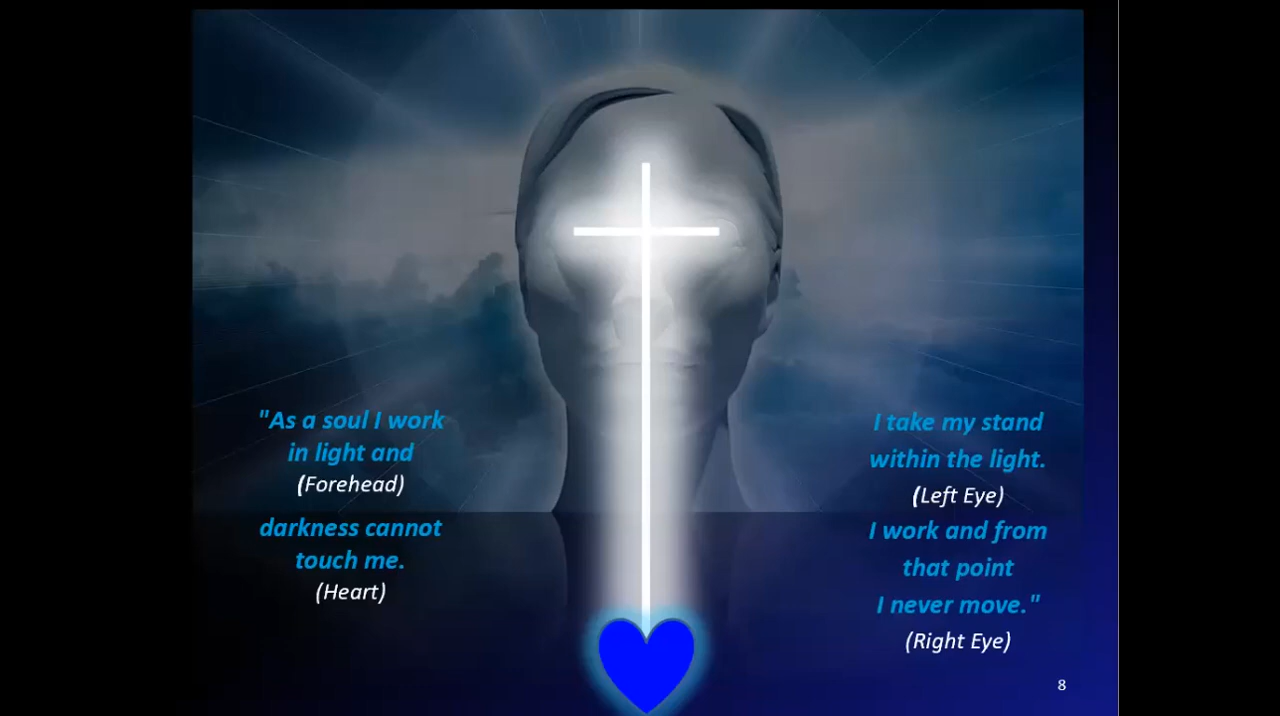 "As a soul I work
in light and
(Forehead)
darkness cannot
touch me.
(Heart)
I take my stand
within the light.
(Left Eye)
I work and from
that point
I never move."
(Right Eye)
8